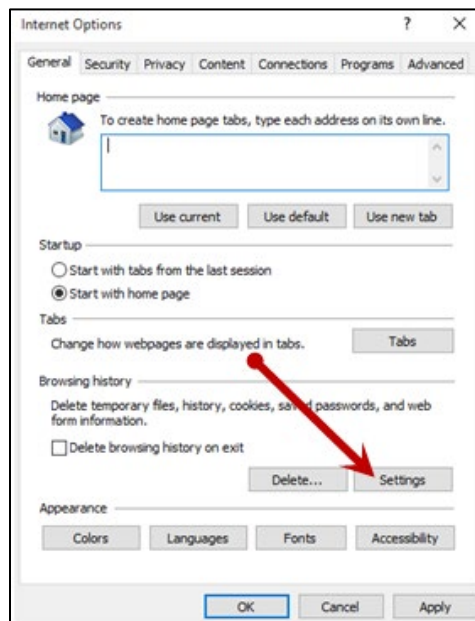 Internet Options ? X
General Security Privacy Content Connections Programs Advanced
Home page
To create home page tabs, type each address on its own line.
Use current Use default Use new tab
Startup
Start with tabs from the last session
Start with home page
Tabs
Change how webpages are displayed in tabs. Tabs
Browsing history
Delete temporary files, history, cookies, saved passwords, and web
form information.
Delete browsing history on exit
Delete... Settings
Appearance
Colors Languages Fonts Accessibility
OK Cancel Apply